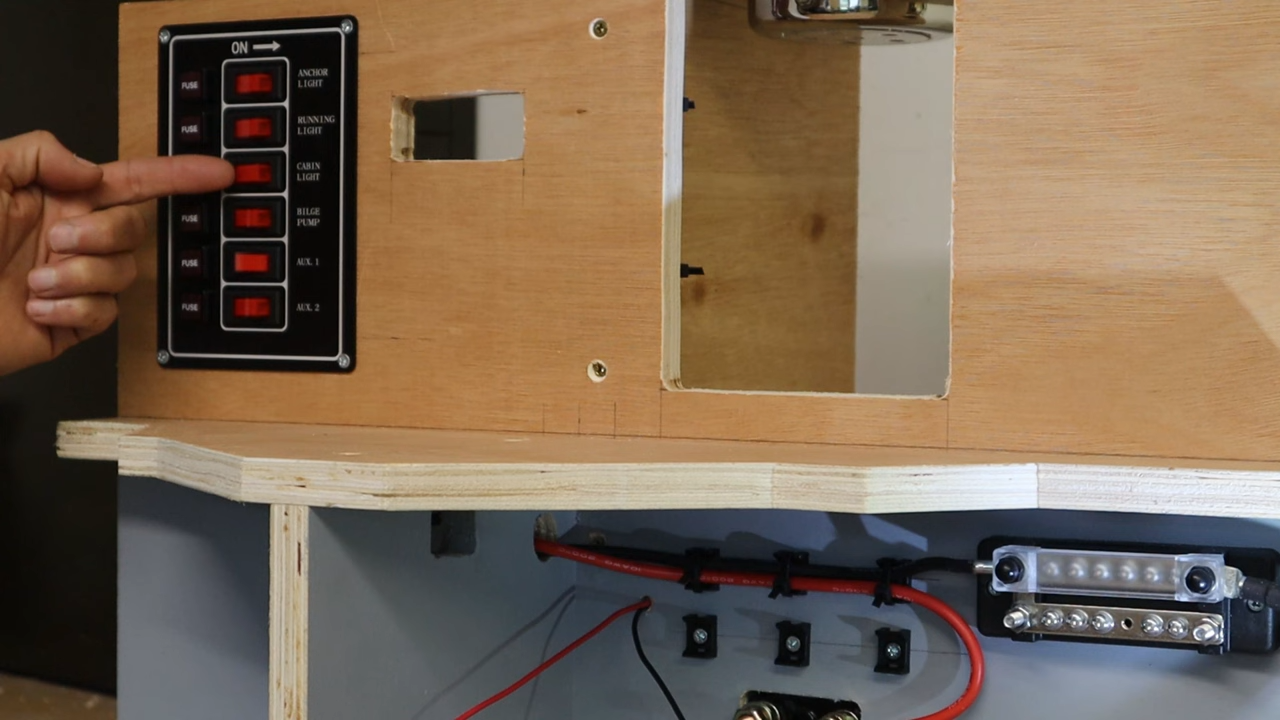 ON
FUSE
ANCHOR
LIGHT
FUSE
RUNNING
LIGHT
CABIN
LIGHT
FUSE
BILGE
PUMP
FUSE
AUX. 1
FUSE
AUX. 2